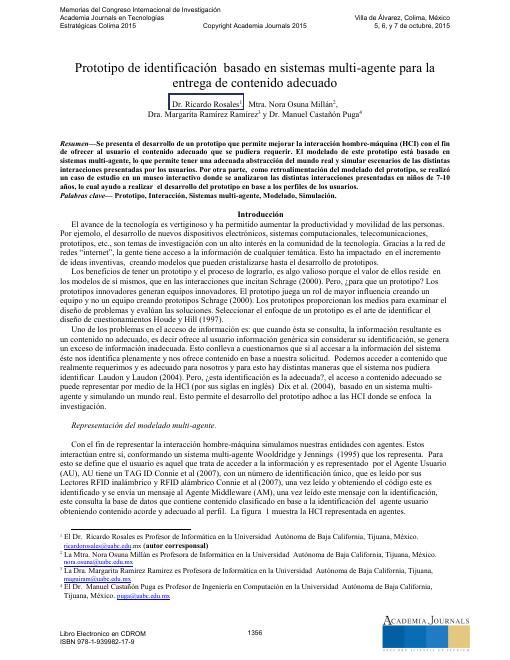 Memorias del Congreso Internacional de Investigación
Academia Journals en Tecnologías
Estratégicas Colima 2015
Copyright Academia Journals 2015
Villa de Álvarez, Colima, México
5, 6, y 7 de octubre, 2015
Prototipo de identificación basado en sistemas multi-agente para la
entrega de contenido adecuado
Dr. Ricardo Rosales¹, Mtra. Nora Osuna Millán²,
Dra. Margarita Ramírez Ramírez³ y Dr. Manuel Castañón Puga⁴
Resumen—Se presenta el desarrollo de un prototipo que permite mejorar la interacción hombre-máquina (HCI) con el fin
de ofrecer al usuario el contenido adecuado que su pudiera requerir. El modelado de este prototipo está basado en
sistemas multi-agente, lo que permite tener una adecuada abstracción del mundo real y simular escenarios de las distintas
interacciones presentadas por los usuarios. Por otra parte, como retroalimentación del modelado del prototipo, se realizó
un caso de estudio en un museo interactivo donde se analizaron las distintas interacciones presentadas en niños de 7-10
años, lo cual ayudo a realizar el desarrollo del prototipo en base a los perfiles de los usuarios.
Palabras clave— Prototipo, Interacción, Sistemas Multi-agente, Modelado, Simulación.
Introducción
El avance de la tecnología es vertiginoso y ha permitido aumentar la productividad y movilidad de las personas.
Por ejemplo, el desarrollo de nuevos dispositivos electrónicos, sistemas computacionales, telecomunicaciones,
prototipos, etc., son temas de investigación con alto interés en la comunidad de la tecnología. Gracias a la red de
redes “internet”, la gente tiene acceso a la información de cualquier temática. Esto ha impactado en el incremento
de ideas inventivas, creando modelos que pueden cristalizarse hasta el desarrollo de prototipos.
Los beneficios de tener un prototipo y el proceso de lograrlo, es algo valioso porque el valor de ellos reside en
los modelos de si mismos, que en las interacciones que incitan Schrage (2000). Pero, ¿para que un prototipo? Los
prototipos innovadores generan equipos innovadores. El prototipo juega un rol de mayor influencia creando un
equipo y no un equipo creando prototipos Schrage (2000). Los prototipos proporcionan los medios para examinar el
diseño de problemas y evalúan las soluciones. Seleccionar el enfoque de un prototipo es el arte de identificar el
diseño de cuestionamientos Houde y Hill (1997).
Uno de los problemas en el acceso de información es: que cuando ésta se consulta, la información resultante es
un contenido no adecuado, es decir ofrece al usuario información genérica sin considerar su identificación, se genera
un exceso de información inadecuada. Esto conlleva a cuestionarnos que si al accesar a la información del sistema
éste nos identifica plenamente y nos ofrece contenido en base a nuestra solicitud. Podemos acceder a contenido que
realmente requerimos y es adecuado para nosotros y para esto hay distintas maneras que el sistema nos pudiera
identificar Laudon y Laudon (2004). Pero, ¿esta identificación es la adecuada?, el acceso a contenido adecuado se
puede representar por medio de la HCI (por sus siglas en inglés) Dix et al. (2004), basado en un sistema multi-
agente y simulando un mundo real. Esto permite el desarrollo del prototipo adhoc a las HCI donde se enfoca la
investigación.
Representación del modelado multi-agente.
Con el fin de representar la interacción hombre-máquina simulamos nuestras entidades con agentes. Estos
interactúan entre si, conformando un sistema multi-agente Wooldridge y Jennings (1995) que los representa. Para
esto se define que el usuario es aquel que trata de acceder a la información y es representado por el Agente Usuario
(AU), AU tiene un TAG ID Connie et al (2007), con un número de identificación único, que es leído por sus
Lectores RFID inalámbrico y RFID alámbrico Connie et al (2007), una vez leído y obteniendo el código este es
identificado y se envía un mensaje al Agente Middleware (AM), una vez leído este mensaje con la identificación,
este consulta la base de datos que contiene contenido clasificado en base a la identificación del agente usuario
obteniendo contenido acorde y adecuado al perfil. La figura 1 muestra la HCI representada en agentes.
¹ El Dr. Ricardo Rosales es Profesor de Informática en la Universidad Autónoma de Baja California, Tijuana, México.
ricardorosales@uabc.edu.mx (autor corresponsal)
² La Mtra. Nora Osuna Millán es Profesora de Informática en la Universidad Autónoma de Baja California, Tijuana, México.
nora.osuna@uabc.edu.mx
³ La Dra. Margarita Ramírez Ramírez es Profesora de Informática en la Universidad Autónoma de Baja California, Tijuana,
maguiram@uabc.edu.mx
⁴ El Dr. Manuel Castañón Puga es Profesor de Ingeniería en Computación en la Universidad Autónoma de Baja California,
Tijuana, México. puga@uabc.edu.mx
Libro Electronico en CDROM
ISBN 978-1-939982-17-9
1356
ACADEMIA JOURNALS